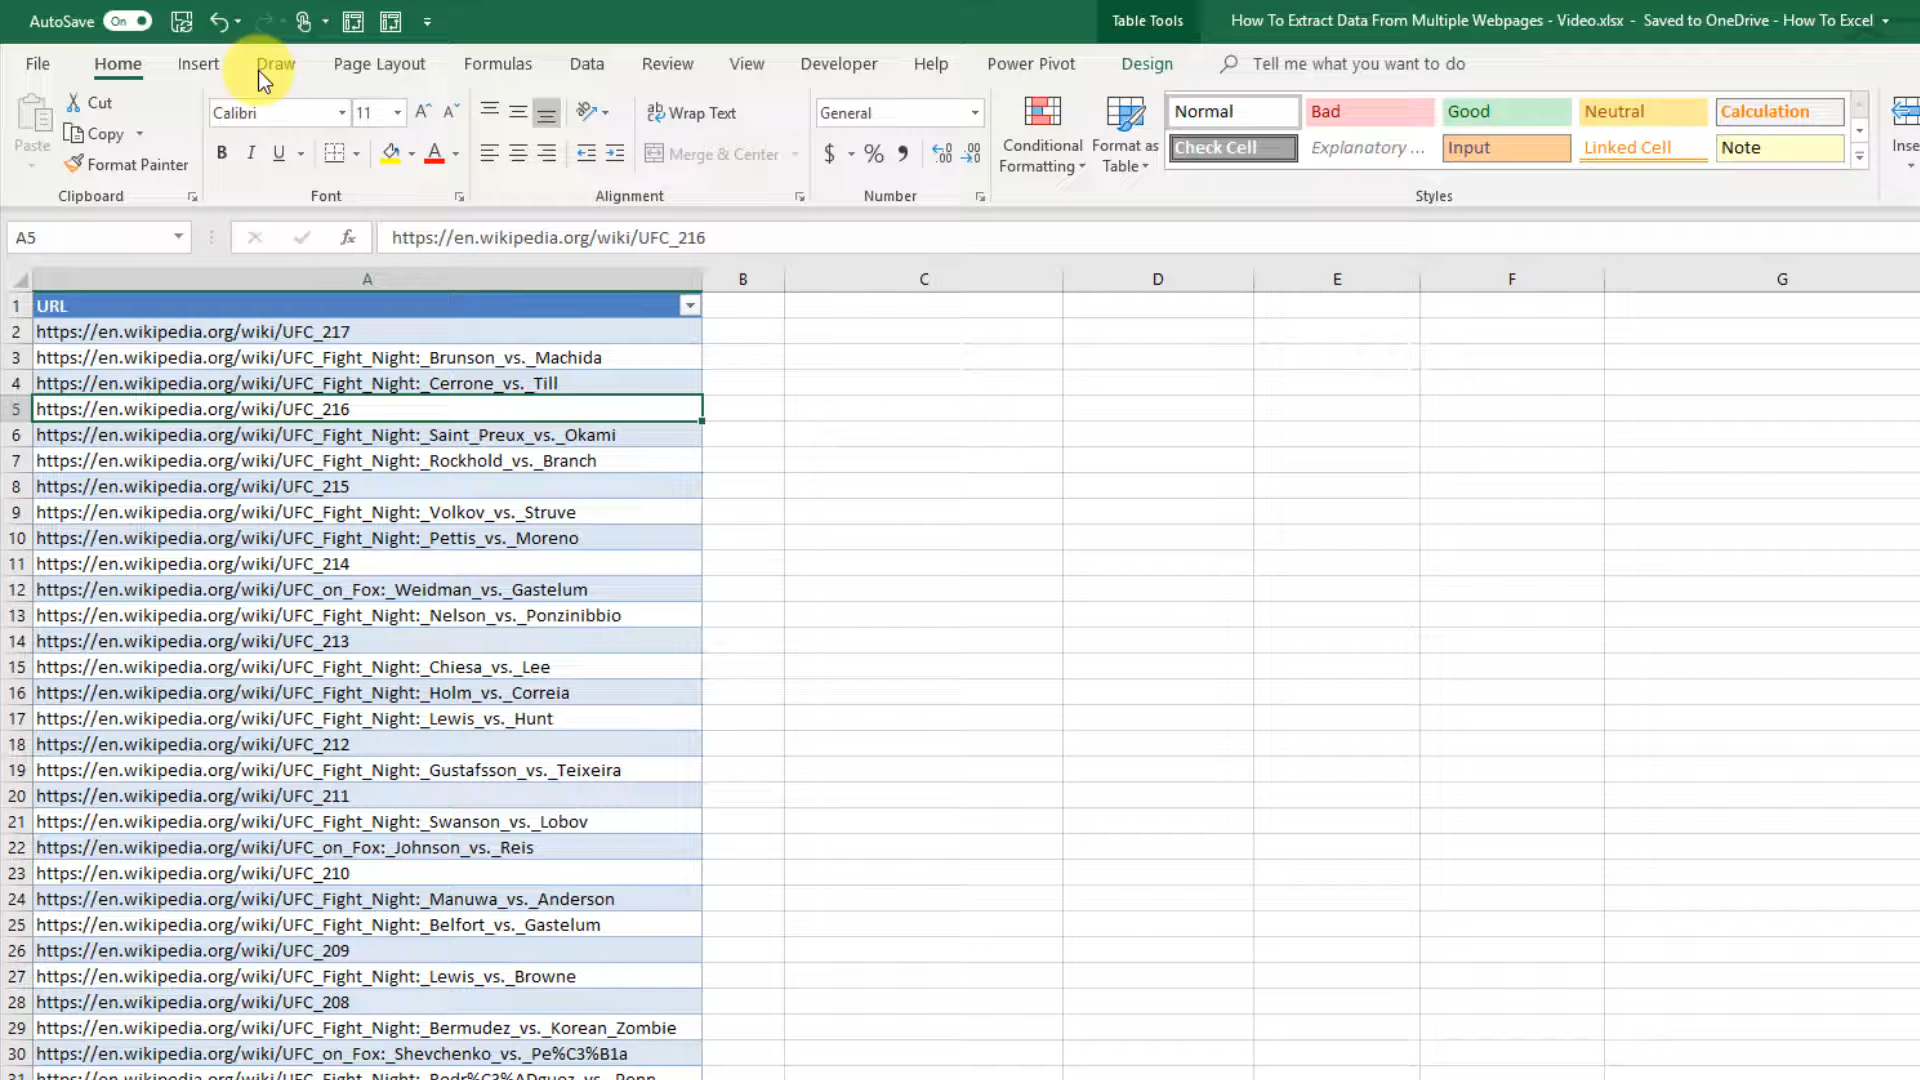 AutoSave On Table Tools How To Extract Data From Multiple Webpages - Video.xlsx - Saved to OneDrive - How To Excel
File Home Insert Draw Page Layout Formulas Data Review View Developer Help Power Pivot Design Tell me what you want to do
Paste
Cut
Copy
Format Painter
Clipboard
Calibri 11
B I U
Font
Wrap Text
Merge & Center
Alignment
General
$ % 9
Number
Conditional Formatting
Format as Table
Normal Bad Good Neutral Calculation
Check Cell Explanatory ... Input Linked Cell Note
Styles
A5 fx https://en.wikipedia.org/wiki/UFC_216
A B C D E F G
1 URL
2 https://en.wikipedia.org/wiki/UFC_217
3 https://en.wikipedia.org/wiki/UFC_Fight_Night:_Brunson_vs._Machida
4 https://en.wikipedia.org/wiki/UFC_Fight_Night:_Cerrone_vs._Till
5 https://en.wikipedia.org/wiki/UFC_216
6 https://en.wikipedia.org/wiki/UFC_Fight_Night:_Saint_Preux_vs._Okami
7 https://en.wikipedia.org/wiki/UFC_Fight_Night:_Rockhold_vs._Branch
8 https://en.wikipedia.org/wiki/UFC_215
9 https://en.wikipedia.org/wiki/UFC_Fight_Night:_Volkov_vs._Struve
10 https://en.wikipedia.org/wiki/UFC_Fight_Night:_Pettis_vs._Moreno
11 https://en.wikipedia.org/wiki/UFC_214
12 https://en.wikipedia.org/wiki/UFC_on_Fox:_Weidman_vs._Gastelum
13 https://en.wikipedia.org/wiki/UFC_Fight_Night:_Nelson_vs._Ponzinibbio
14 https://en.wikipedia.org/wiki/UFC_213
15 https://en.wikipedia.org/wiki/UFC_Fight_Night:_Chiesa_vs._Lee
16 https://en.wikipedia.org/wiki/UFC_Fight_Night:_Holm_vs._Correia
17 https://en.wikipedia.org/wiki/UFC_Fight_Night:_Lewis_vs._Hunt
18 https://en.wikipedia.org/wiki/UFC_212
19 https://en.wikipedia.org/wiki/UFC_Fight_Night:_Gustafsson_vs._Teixeira
20 https://en.wikipedia.org/wiki/UFC_211
21 https://en.wikipedia.org/wiki/UFC_Fight_Night:_Swanson_vs._Lobov
22 https://en.wikipedia.org/wiki/UFC_on_Fox:_Johnson_vs._Reis
23 https://en.wikipedia.org/wiki/UFC_210
24 https://en.wikipedia.org/wiki/UFC_Fight_Night:_Manuwa_vs._Anderson
25 https://en.wikipedia.org/wiki/UFC_Fight_Night:_Belfort_vs._Gastelum
26 https://en.wikipedia.org/wiki/UFC_209
27 https://en.wikipedia.org/wiki/UFC_Fight_Night:_Lewis_vs._Browne
28 https://en.wikipedia.org/wiki/UFC_208
29 https://en.wikipedia.org/wiki/UFC_Fight_Night:_Bermudez_vs._Korean_Zombie
30 https://en.wikipedia.org/wiki/UFC_on_Fox:_Shevchenko_vs._Pe%C3%B1a